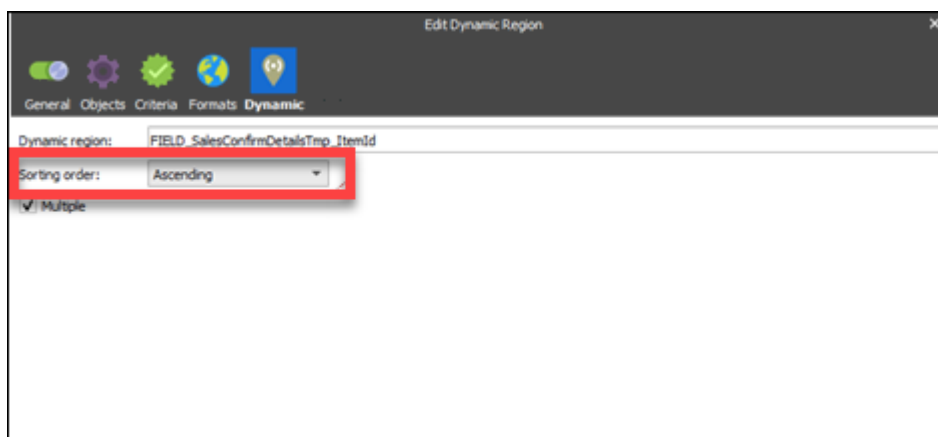 Edit Dynamic Region
General Objects Criteria Formats Dynamic
Dynamic region: FIELD_SalesConfirmDetailsTmp_ItemId
Sorting order: Ascending
Multiple